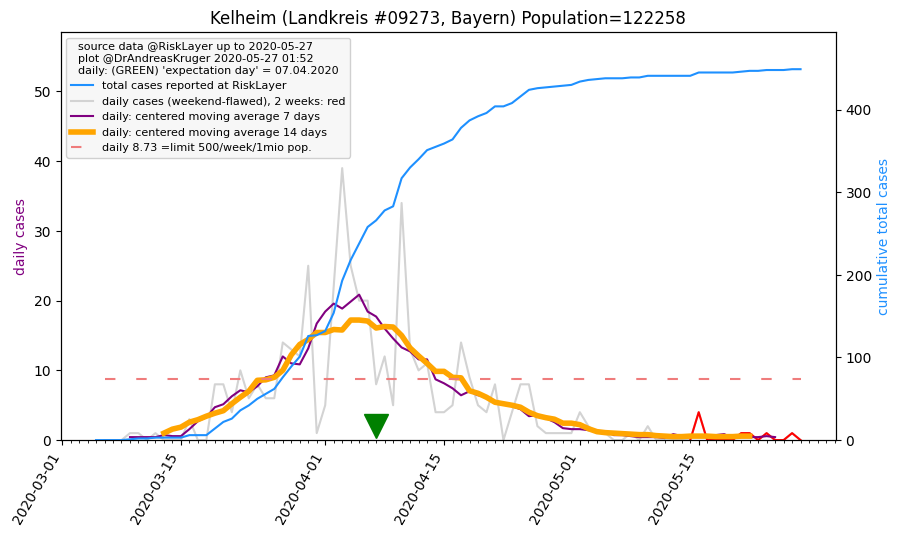 Kelheim (Landkreis #09273, Bayern) Population=122258
source data @RiskLayer up to 2020-05-27
plot @DrAndreasKruger 2020-05-27 01:52
daily: (GREEN) 'expectation day' = 07.04.2020
total cases reported at RiskLayer
daily cases (weekend-flawed), 2 weeks: red
daily: centered moving average 7 days
daily: centered moving average 14 days
daily 8.73 =limit 500/week/1mio pop.
daily cases
50
40
30
20
10
0
cumulative total cases
400
300
200
100
0
2020-03-01
2020-03-15
2020-04-01
2020-04-15
2020-05-01
2020-05-15